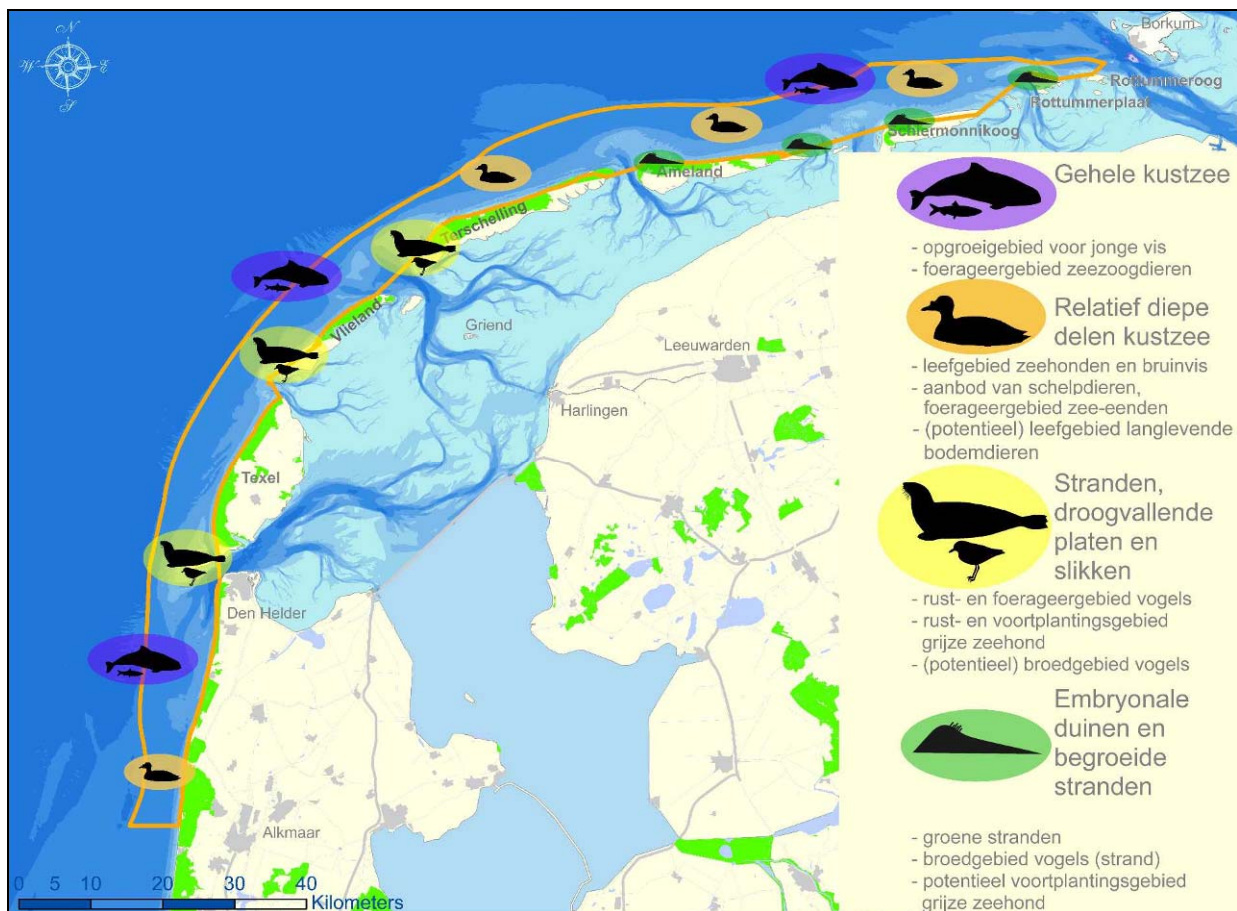 N
W E
S
Borkum
Rottummeroog
Rottummerplaat
Schiermonnikoog
Ameland
Terschelling
Vlieland
Griend
Leeuwarden
Harlingen
Texel
Den Helder
Alkmaar
0 5 10 20 30 40
Kilometers
Gehele kustzee
- opgroeigebied voor jonge vis
- foerageergebied zeezoogdieren
Relatief diepe
delen kustzee
- leefgebied zeehonden en bruinvis
- aanbod van schelpdieren,
foerageergebied zee-eenden
- (potentieel) leefgebied langlevende
bodemdieren
Stranden,
droogvallende
platen en
slikken
- rust- en foerageergebied vogels
- rust- en voortplantingsgebied
grijze zeehond
- (potentieel) broedgebied vogels
Embryonale
duinen en
begroeide
stranden
- groene stranden
- broedgebied vogels (strand)
- potentieel voortplantingsgebied
grijze zeehond